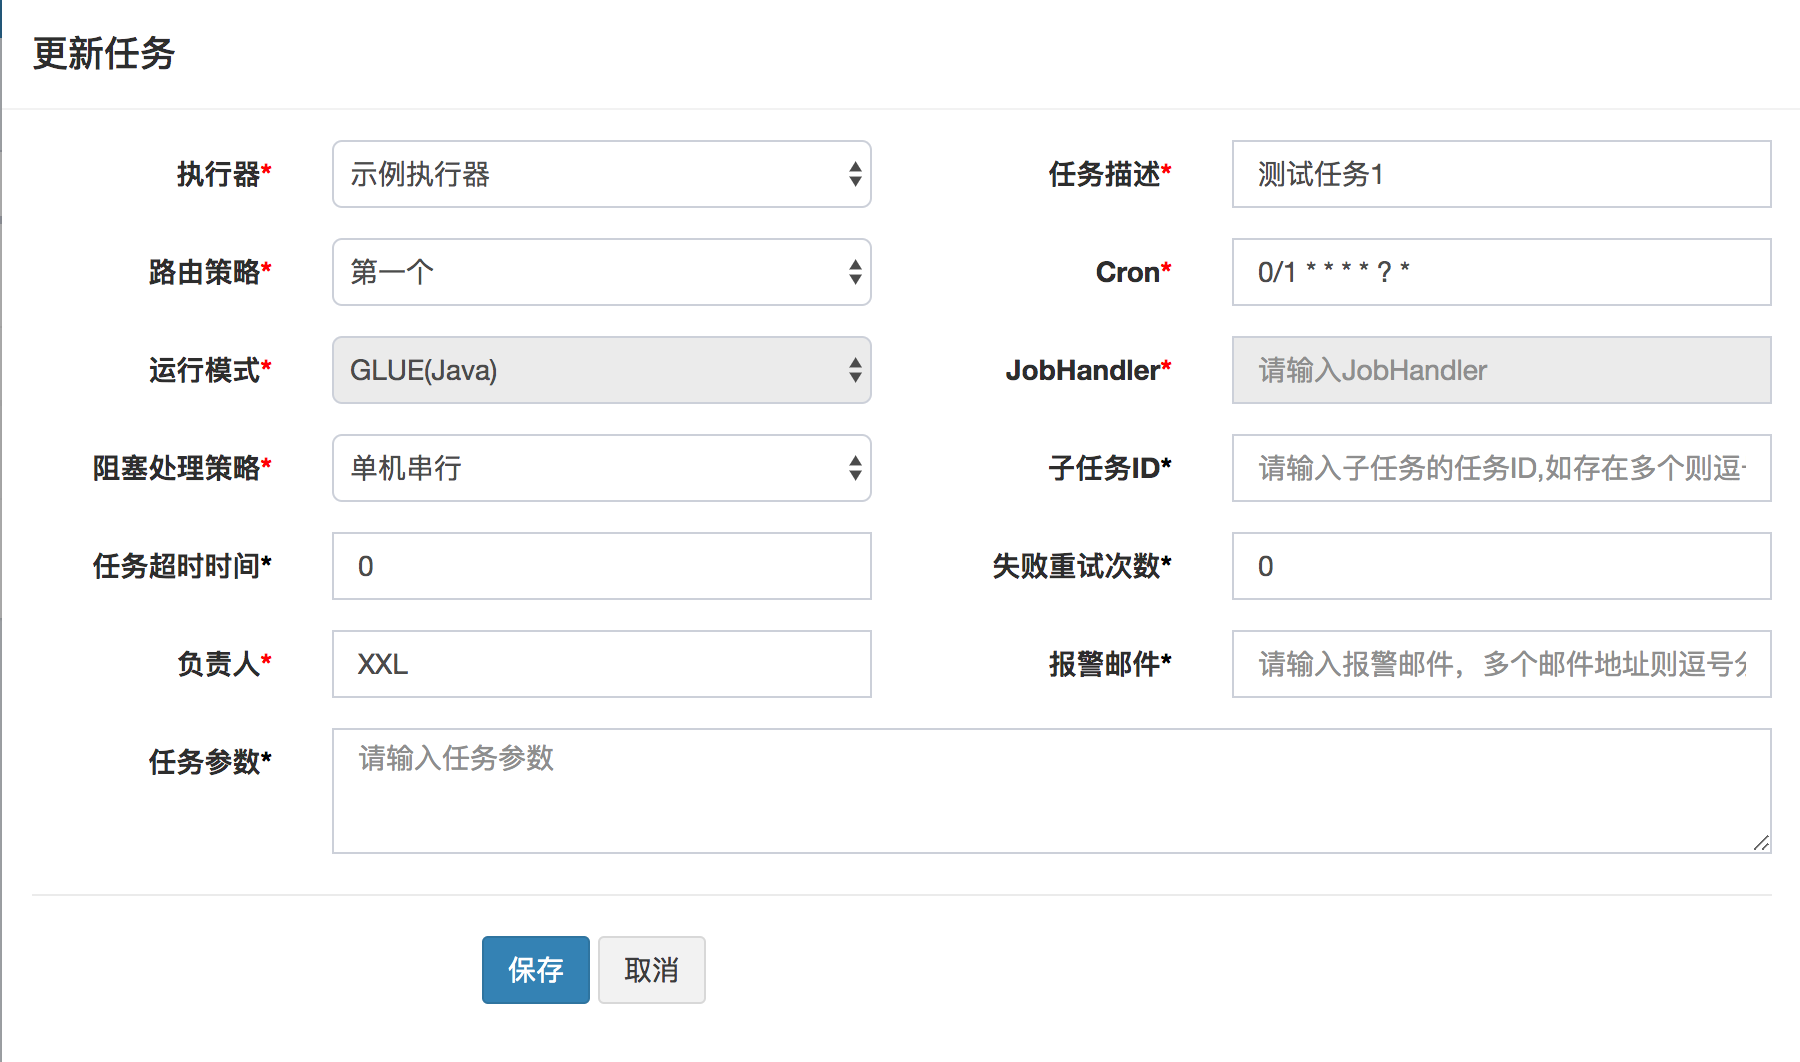 更新任务
执行器* 示例执行器 任务描述* 测试任务1
路由策略* 第一个 Cron* 0/1 * * * * ? *
运行模式* GLUE(Java) JobHandler* 请输入JobHandler
阻塞处理策略* 单机串行 子任务ID* 请输入子任务的任务ID,如存在多个则逗
任务超时时间* 0 失败重试次数* 0
负责人* XXL 报警邮件* 请输入报警邮件，多个邮件地址则逗号分
任务参数* 请输入任务参数
保存 取消